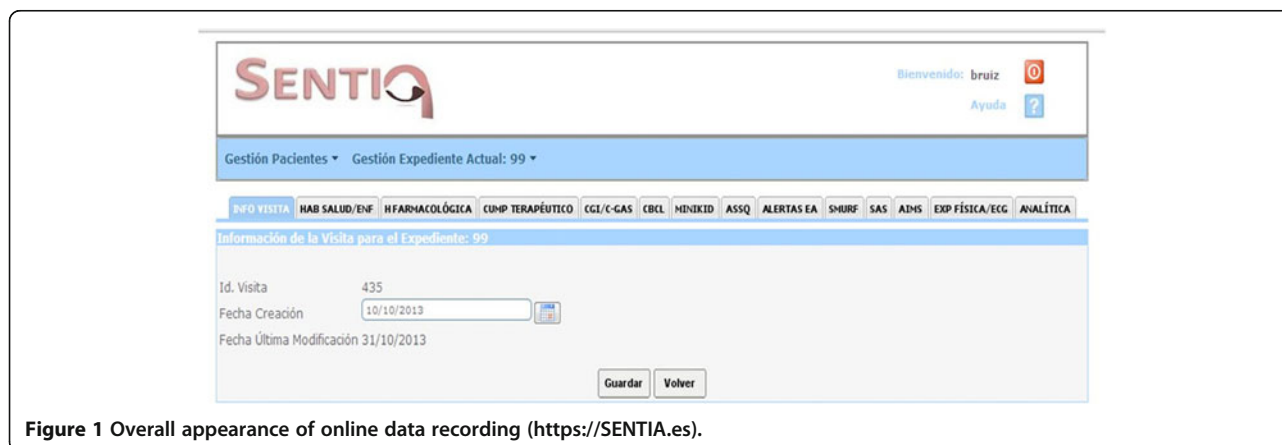 SENTIA
Bienvenido: bruiz
Ayuda ?
Gestión Pacientes Gestión Expediente Actual: 99
INFO VISITA HAB SALUD/ENF H FARMACOLÓGICA CUMP TERAPÉUTICO CGI/C-GAS CBCL MINIKID ASSQ ALERTAS EA SMURF SAS AIMS EXP FÍSICA/ECG ANALÍTICA
Información de la Visita para el Expediente: 99
Id. Visita 435
Fecha Creación 10/10/2013
Fecha Última Modificación 31/10/2013
Guardar Volver
Figure 1 Overall appearance of online data recording (https://SENTIA.es).